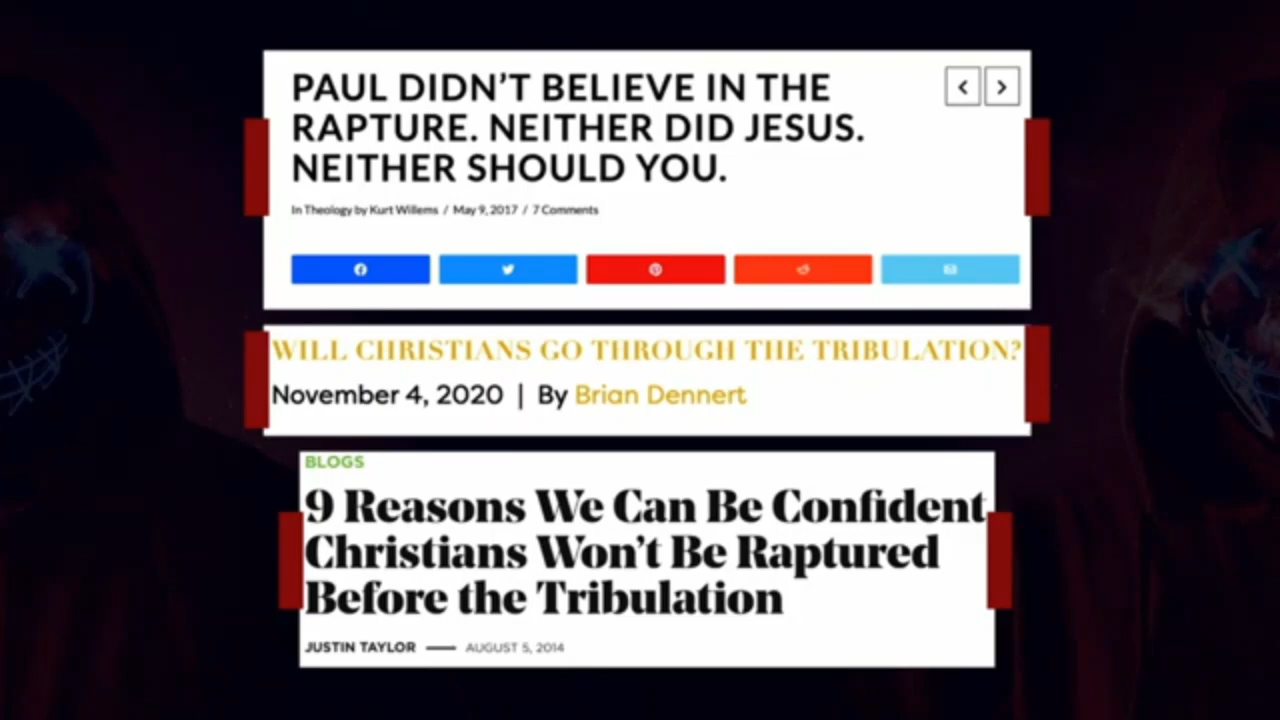 PAUL DIDN'T BELIEVE IN THE
RAPTURE. NEITHER DID JESUS.
NEITHER SHOULD YOU.
In Theology by Kurt Willems / May 9, 2017 / 7 Comments
WILL CHRISTIANS GO THROUGH THE TRIBULATION?
November 4, 2020 | By Brian Dennert
BLOGS
9 Reasons We Can Be Confident
Christians Won't Be Raptured
Before the Tribulation
JUSTIN TAYLOR — AUGUST 5, 2014